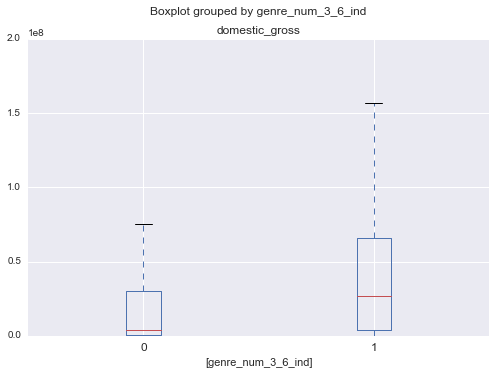 Boxplot grouped by genre_num_3_6_ind
domestic_gross
1e8
2.0
1.5
1.0
0.5
0.0
0 1
[genre_num_3_6_ind]